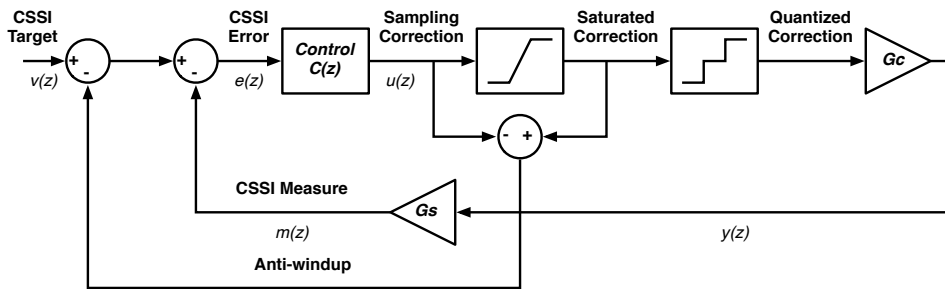 CSSI Target
CSSI Error
Sampling Correction
Saturated Correction
Quantized Correction
+
-
v(z)
+
-
e(z)
Control C(z)
u(z)
Gc
- +
CSSI Measure
Gs
m(z)
y(z)
Anti-windup